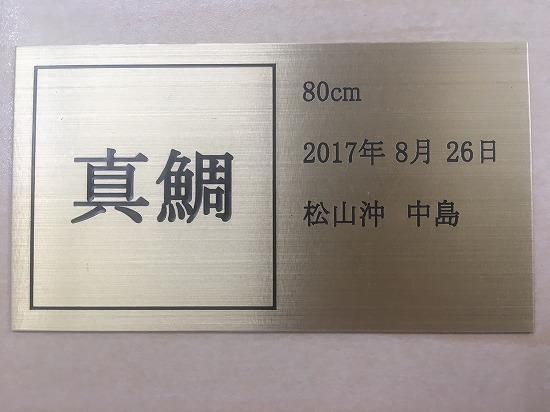 真鯛
80cm
2017年 8月 26日
松山沖 中島